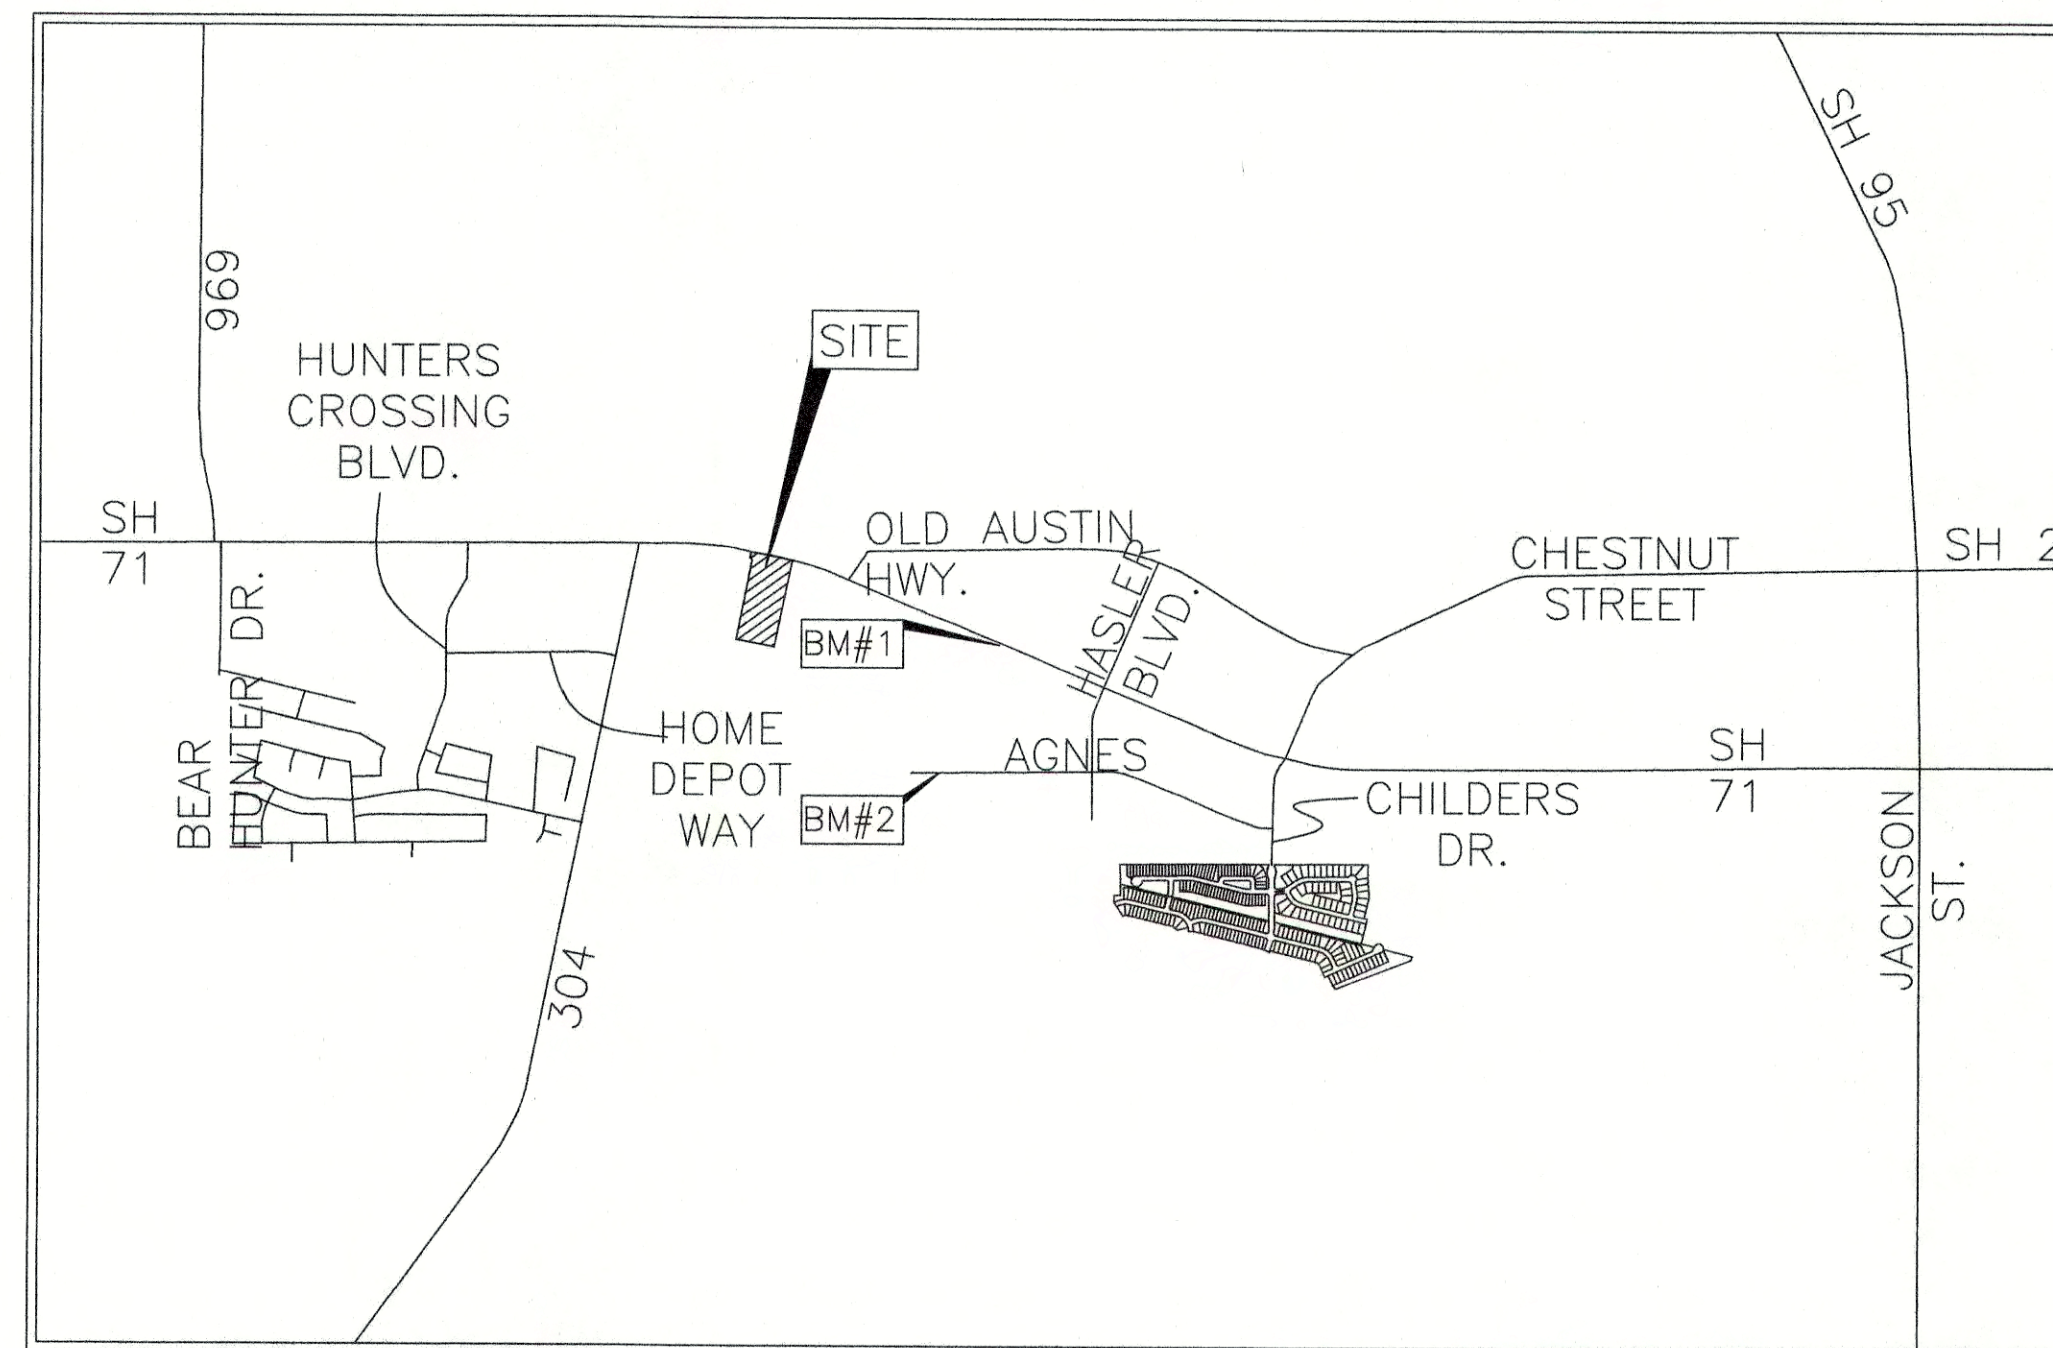 SH 95
969
SITE
HUNTERS
CROSSING
BLVD.
SH
71
OLD AUSTIN
HWY.
HASLER
BLVD.
CHESTNUT
STREET
SH 2
BM#1
BEAR
HUNTER DR.
HOME
DEPOT
WAY
AGNES
BM#2
SH
71
CHILDERS
DR.
JACKSON
ST.
304